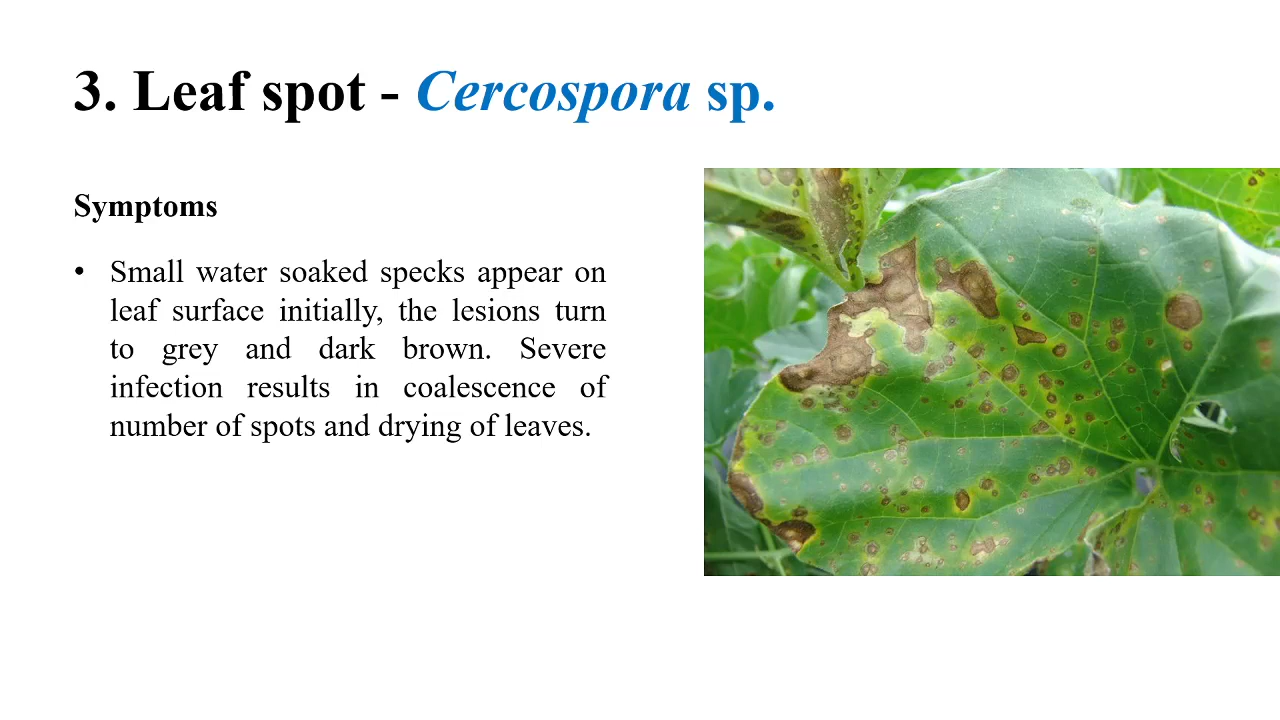 3. Leaf spot - Cercospora sp.
Symptoms
• Small water soaked specks appear on
leaf surface initially, the lesions turn
to grey and dark brown. Severe
infection results in coalescence of
number of spots and drying of leaves.